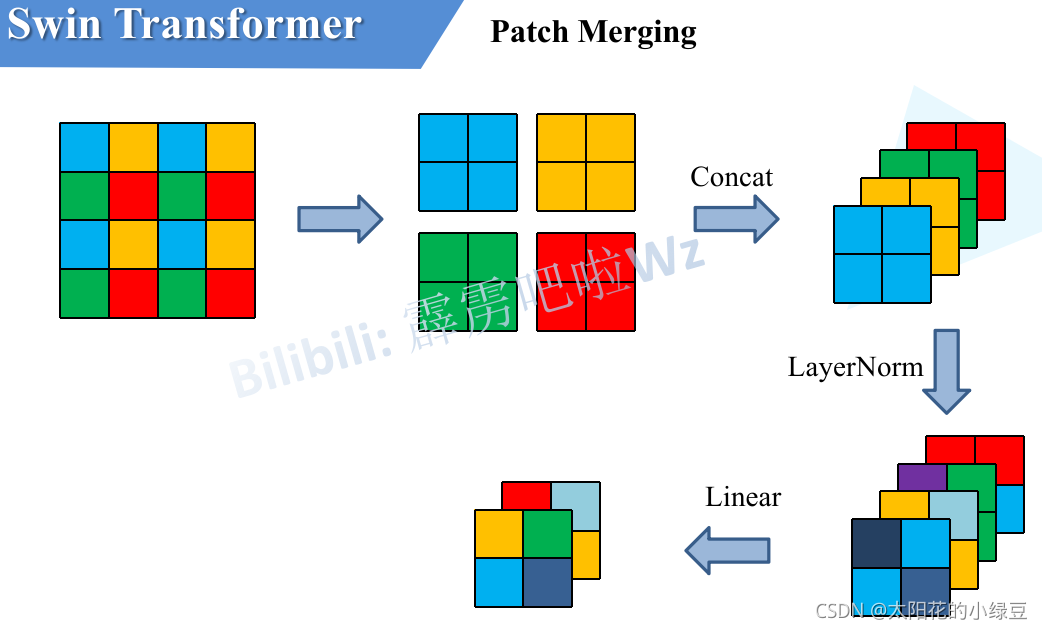 Swin Transformer
Patch Merging
Concat
Bilibili: 霹雳吧啦Wz
LayerNorm
Linear
CSDN @太阳花的小绿豆